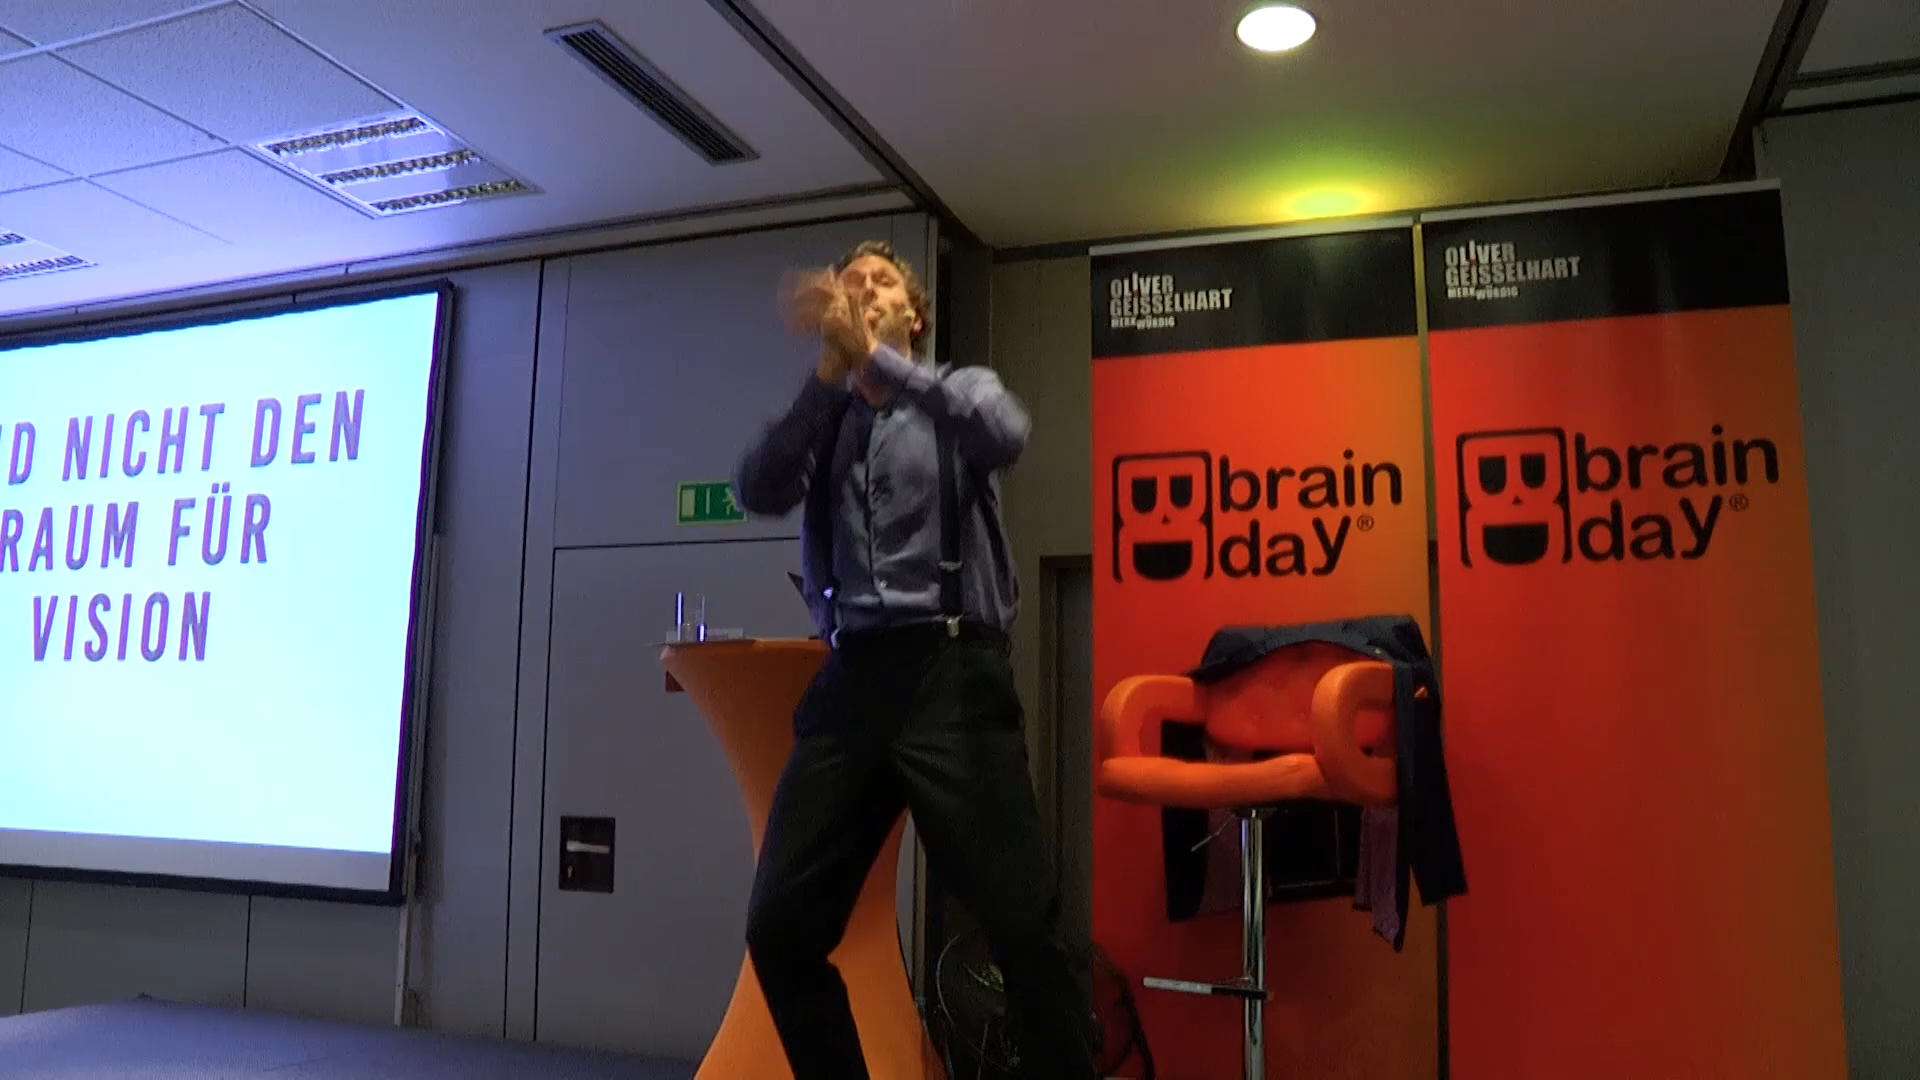 D NICHT DEN
RAUM FÜR
VISION
OLIVER
GEISSELHART
MERKWÜRDIG
brain
day®
OLIVER
GEISSELHART
MERKWÜRDIG
brain
day®